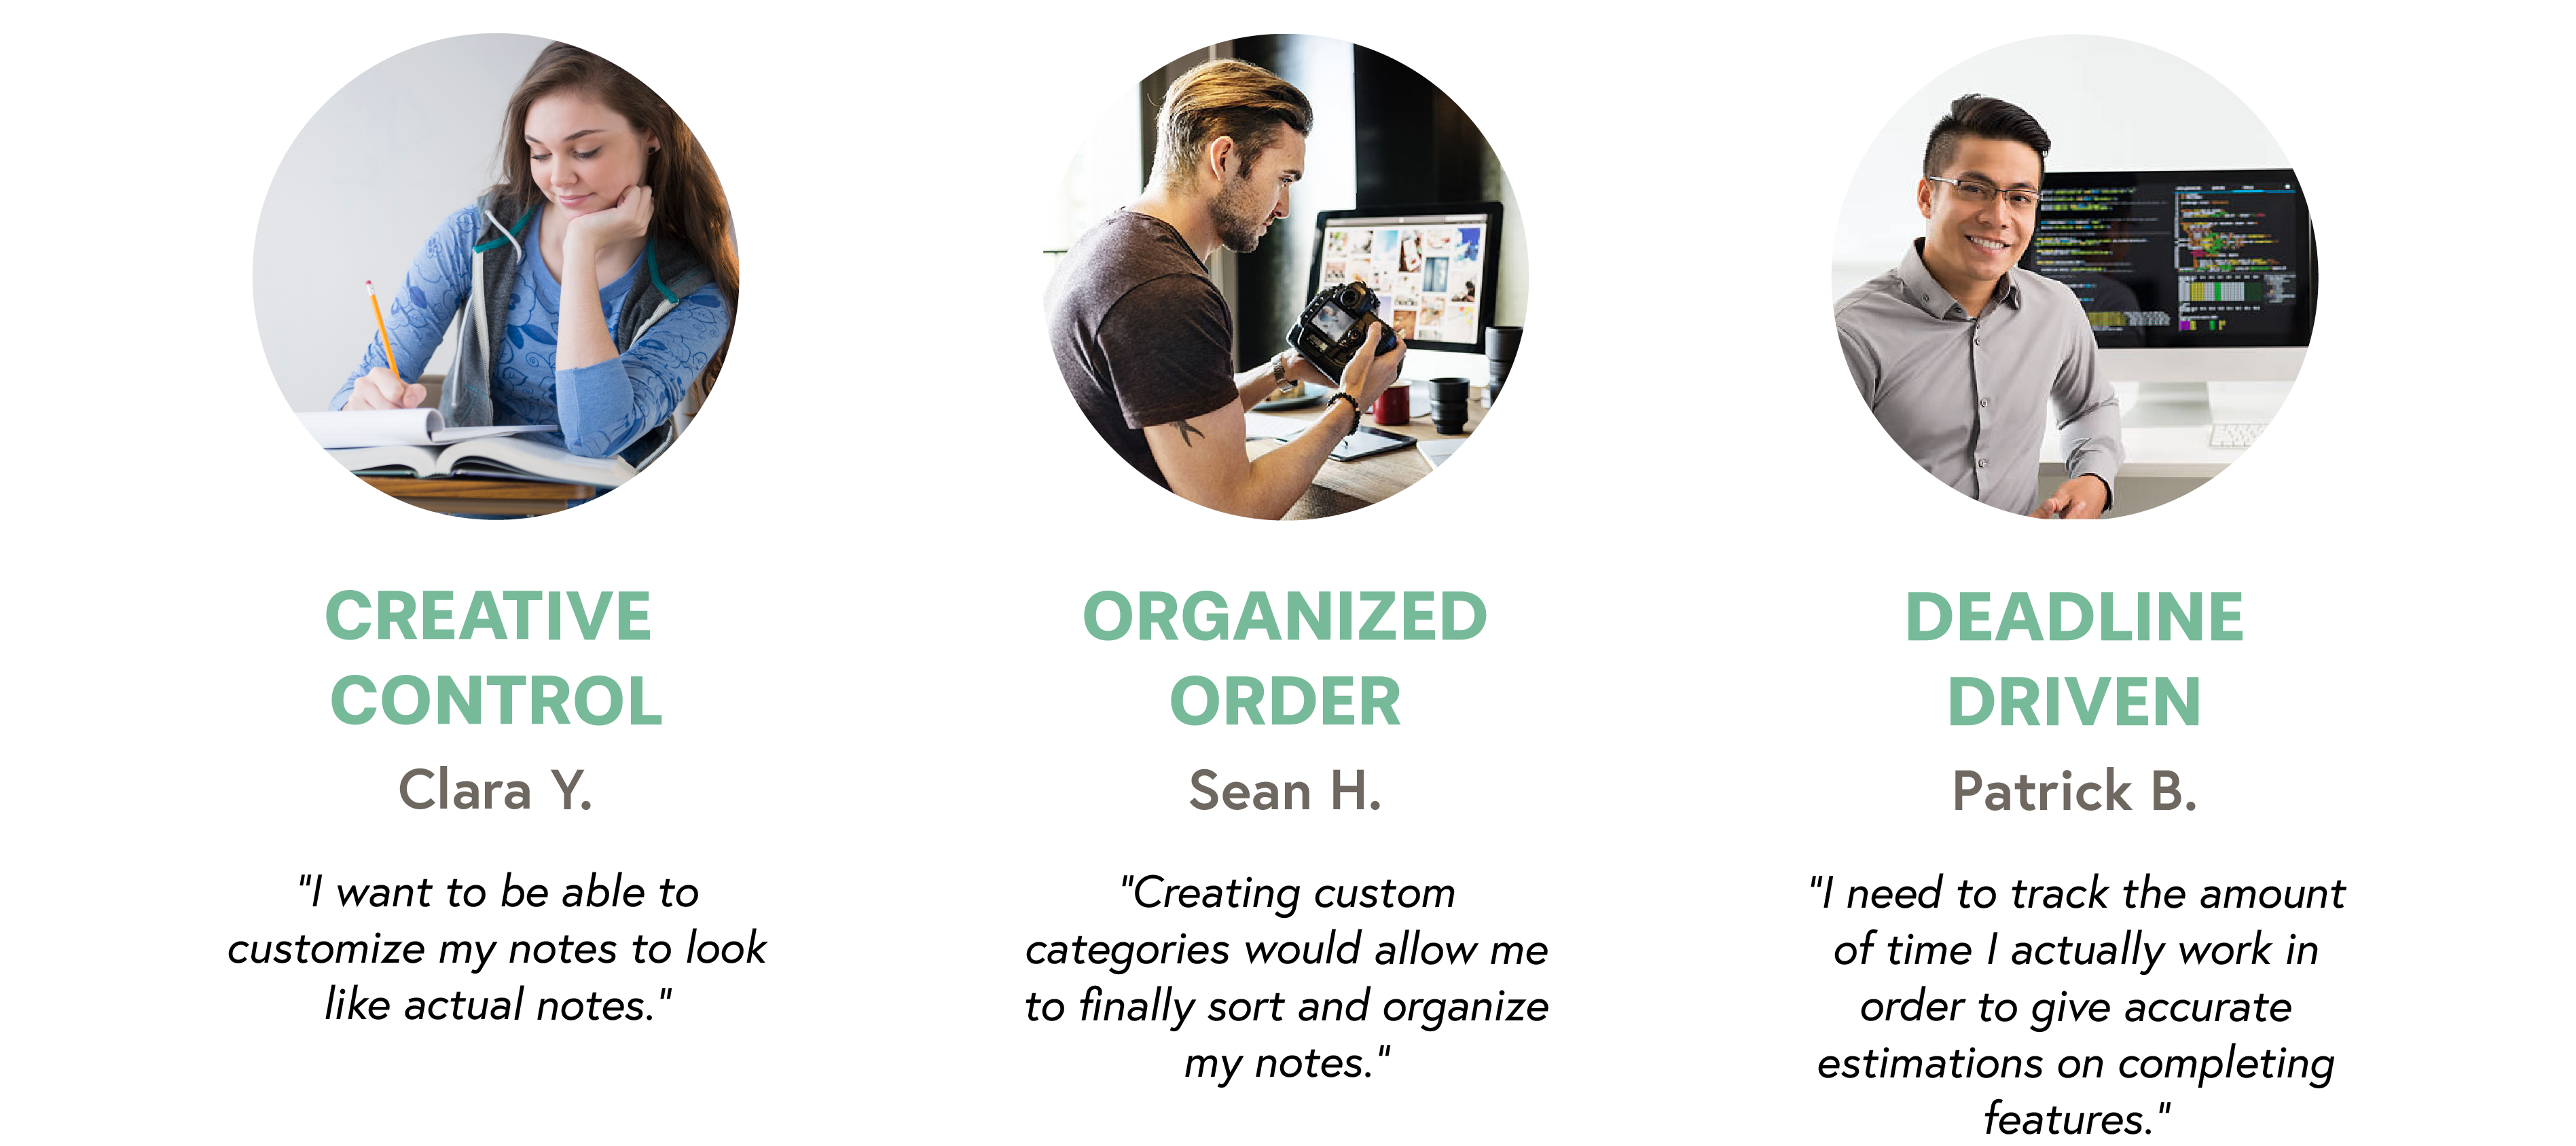 CREATIVE
CONTROL
Clara Y.
"I want to be able to
customize my notes to look
like actual notes."
ORGANIZED
ORDER
Sean H.
"Creating custom
categories would allow me
to finally sort and organize
my notes."
DEADLINE
DRIVEN
Patrick B.
"I need to track the amount
of time I actually work in
order to give accurate
estimations on completing
features."